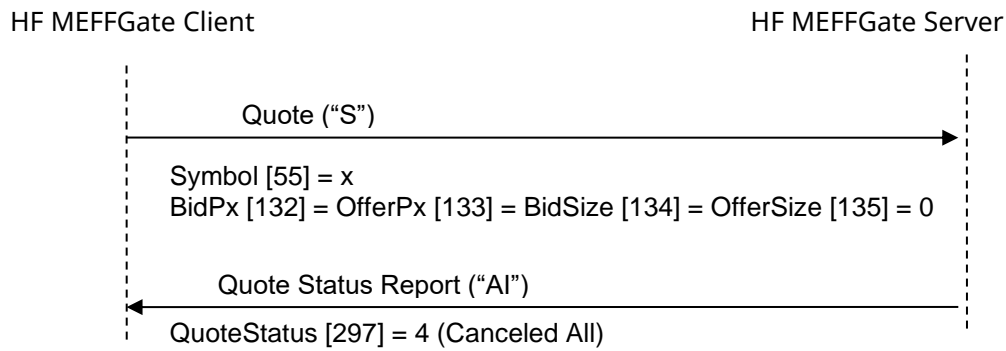 HF MEFFGate Client
HF MEFFGate Server
Quote (“S”)
Symbol [55] = x
BidPx [132] = OfferPx [133] = BidSize [134] = OfferSize [135] = 0
Quote Status Report (“AI”)
QuoteStatus [297] = 4 (Canceled All)